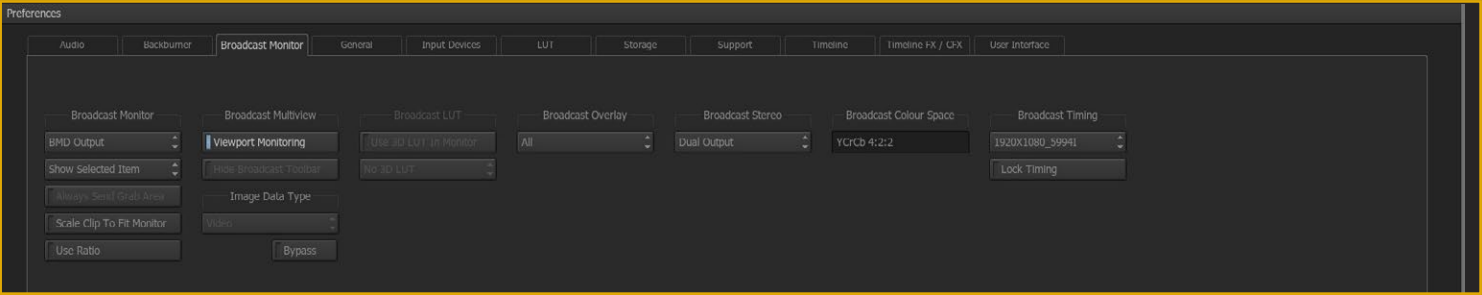 Preferences
Audio Backburner Broadcast Monitor General Input Devices LUT Storage Support Timeline Timeline FX / CFX User Interface
Broadcast Monitor Broadcast Multiview Broadcast LUT Broadcast Overlay Broadcast Stereo Broadcast Colour Space Broadcast Timing
BMD Output Viewport Monitoring Use 3D LUT In Monitor All Dual Output YCrCb 4:2:2 1920X1080_5994I
Show Selected Item Hide Broadcast Toolbar No 3D LUT Lock Timing
Always Send Grab Area Image Data Type
Scale Clip To Fit Monitor Video
Use Ratio Bypass